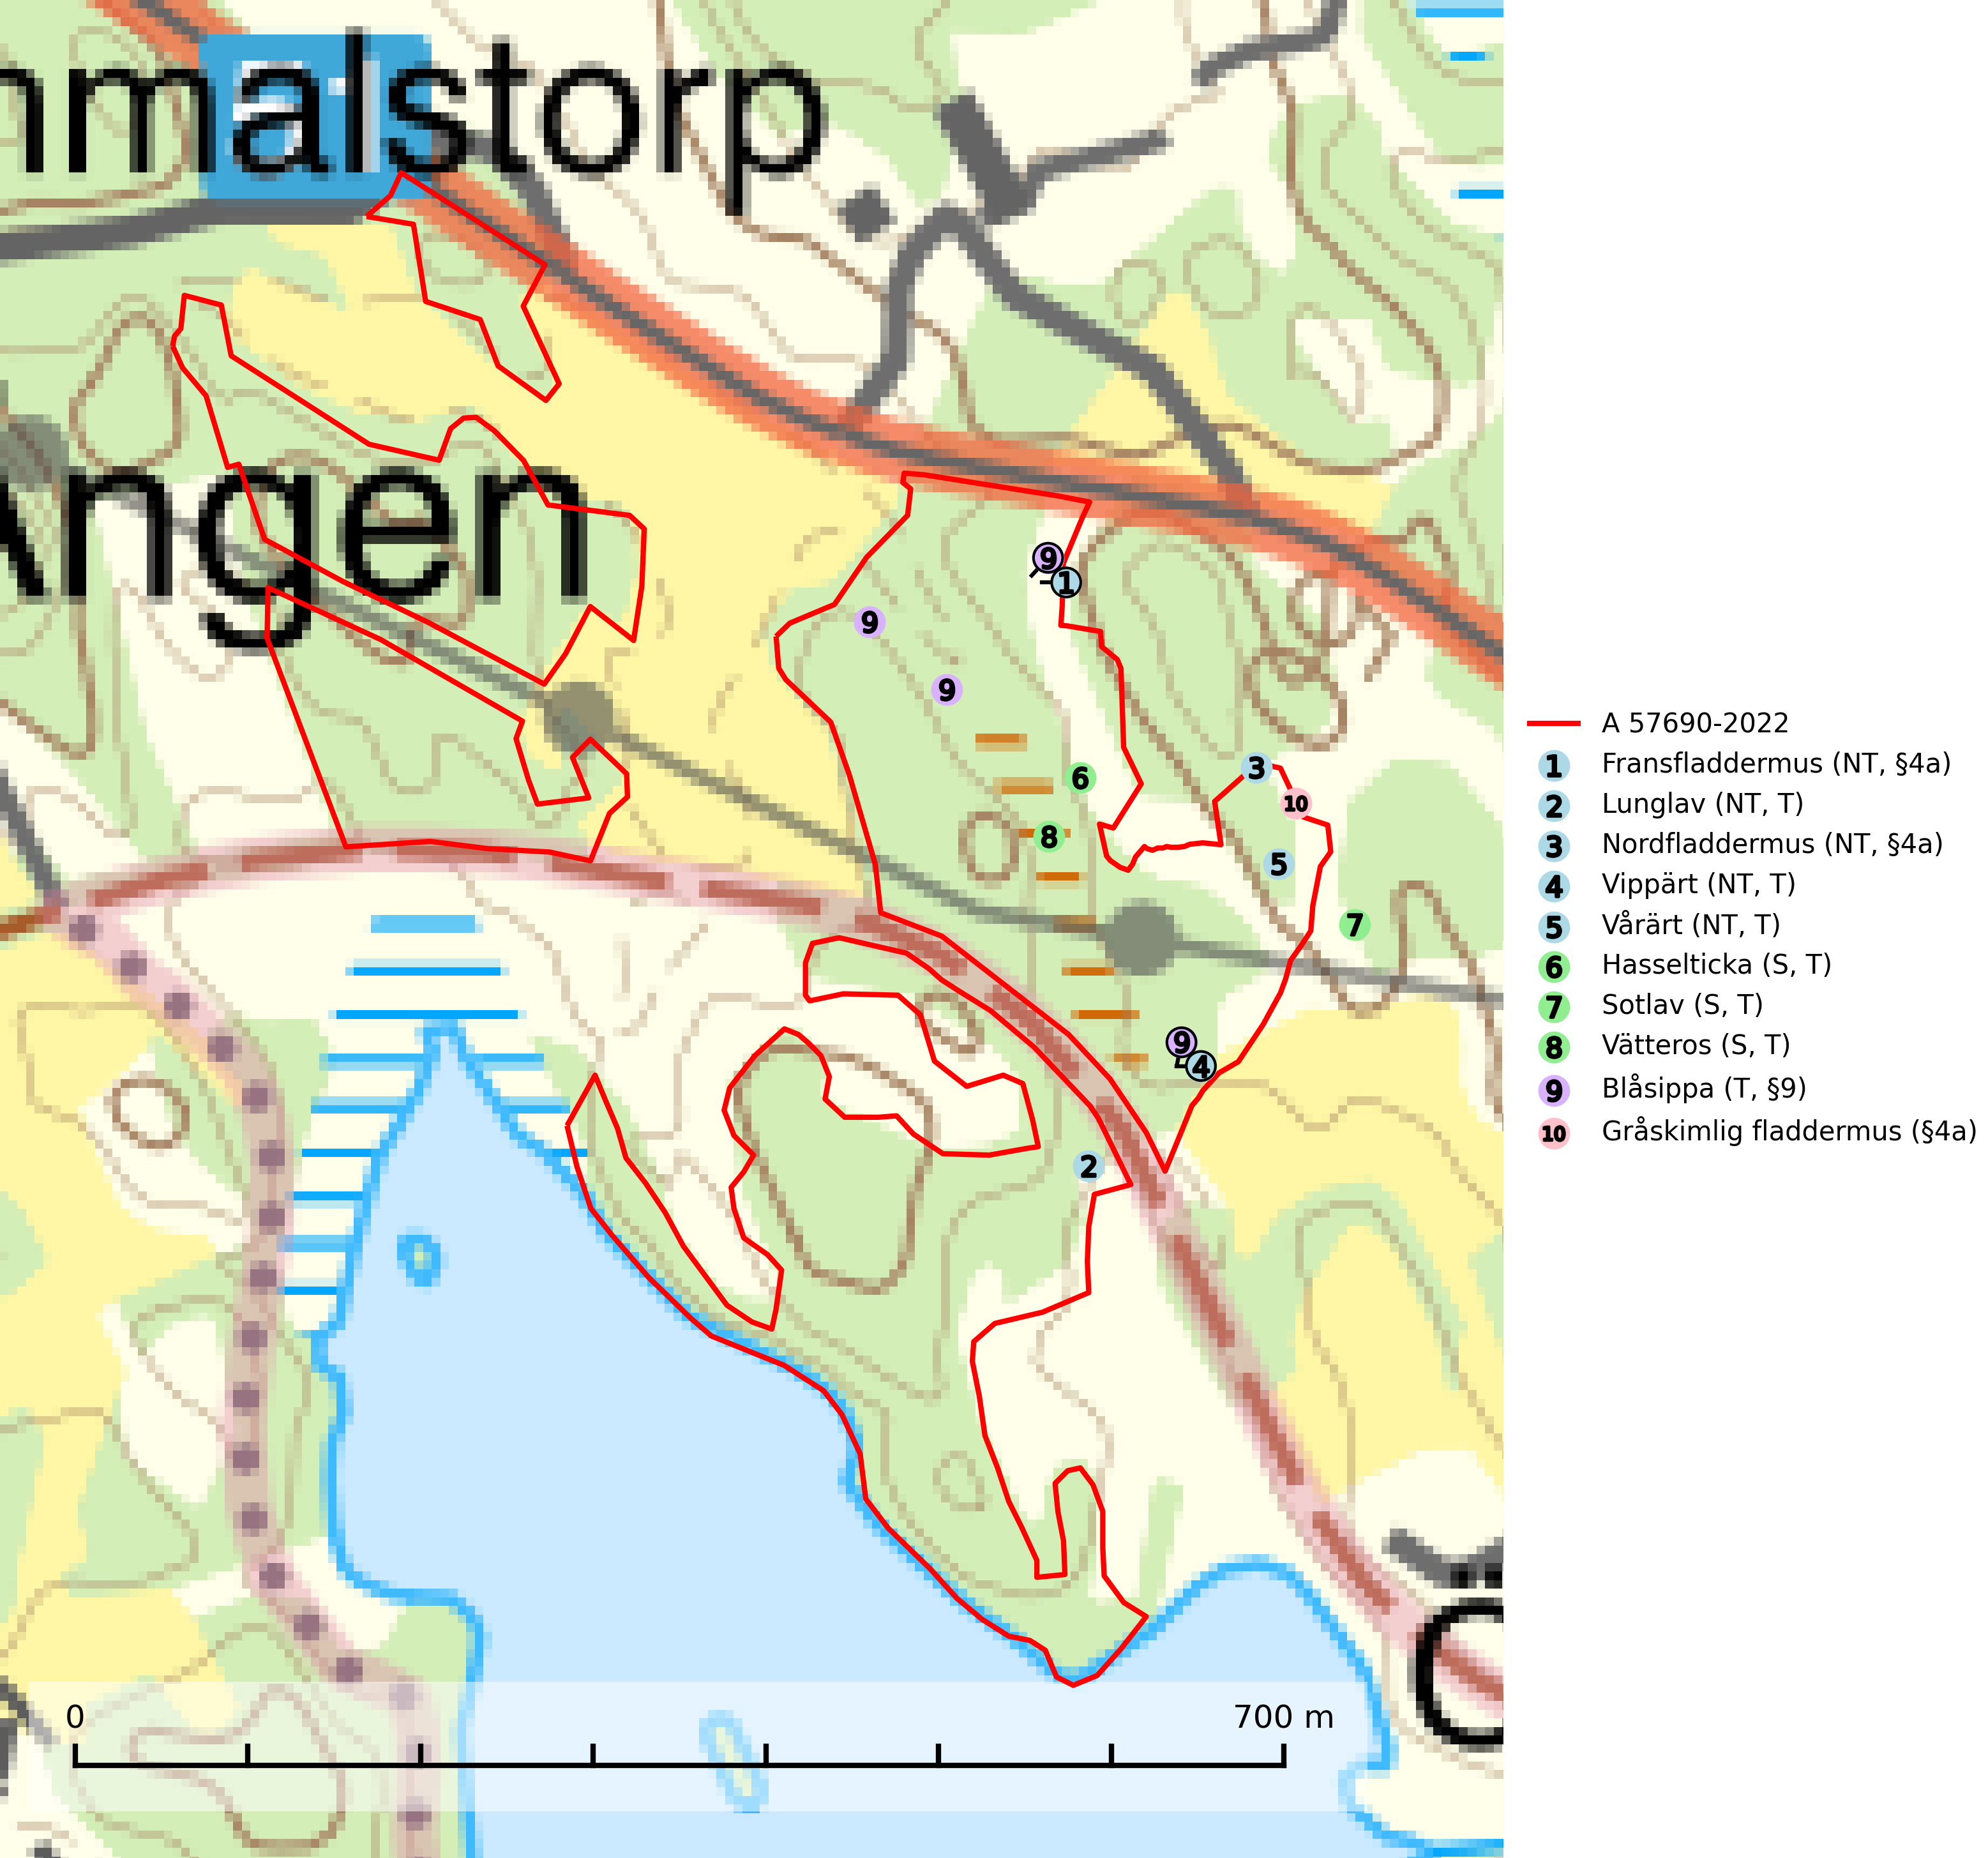 malstorp
ngen
9
1
9
9
6
3
10
8
5
7
9
4
2
0
700 m
A 57690-2022
1 Fransfladdermus (NT, §4a)
2 Lunglav (NT, T)
3 Nordfladdermus (NT, §4a)
4 Vippärt (NT, T)
5 Vårärt (NT, T)
6 Hasselticka (S, T)
7 Sotlav (S, T)
8 Vätteros (S, T)
9 Blåsippa (T, §9)
10 Gråskimlig fladdermus (§4a)